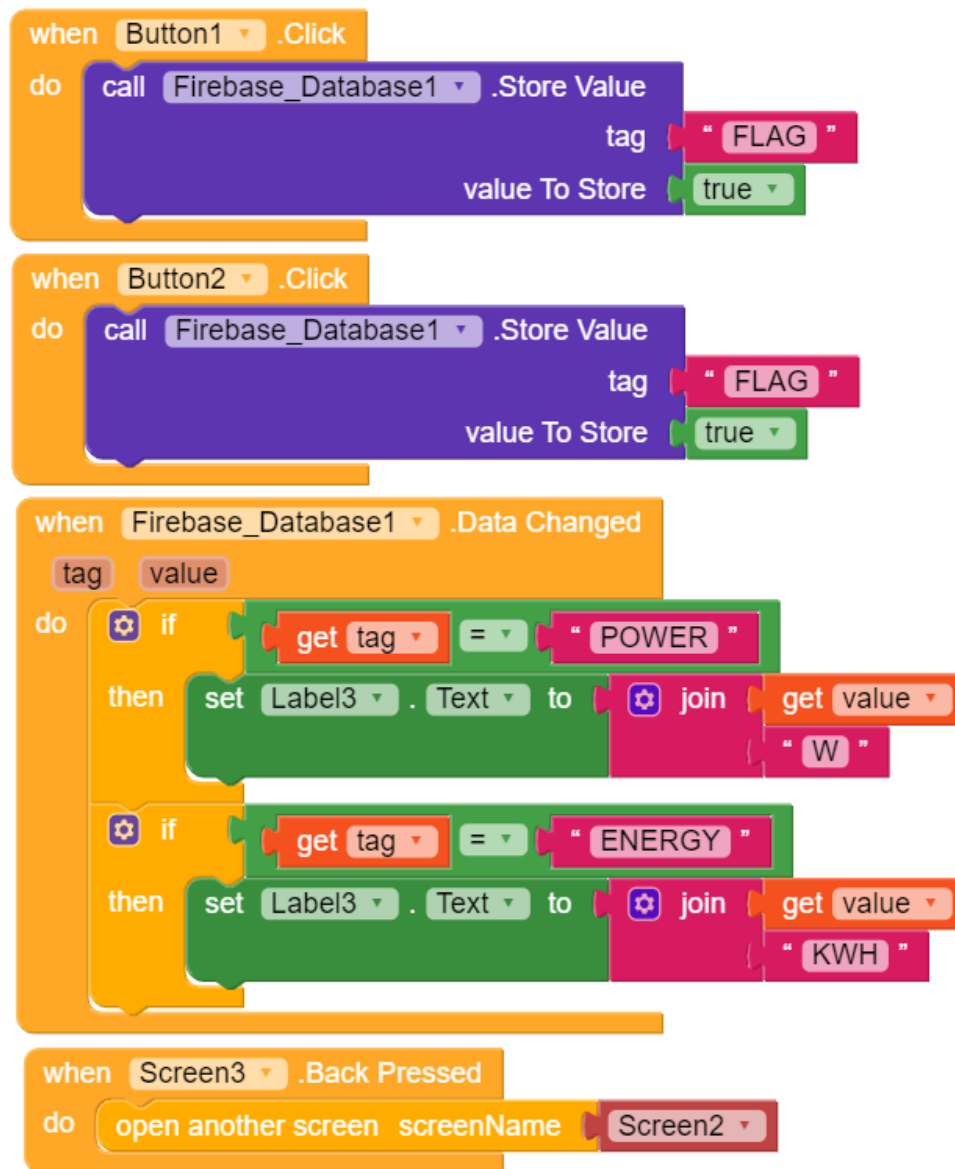 when Button1 .Click
do call Firebase_Database1 .Store Value
tag " FLAG "
value To Store true
when Button2 .Click
do call Firebase_Database1 .Store Value
tag " FLAG "
value To Store true
when Firebase_Database1 .Data Changed
tag value
do if get tag = " POWER "
then set Label3 . Text to join get value
" W "
if get tag = " ENERGY "
then set Label3 . Text to join get value
" KWH "
when Screen3 .Back Pressed
do open another screen screenName Screen2